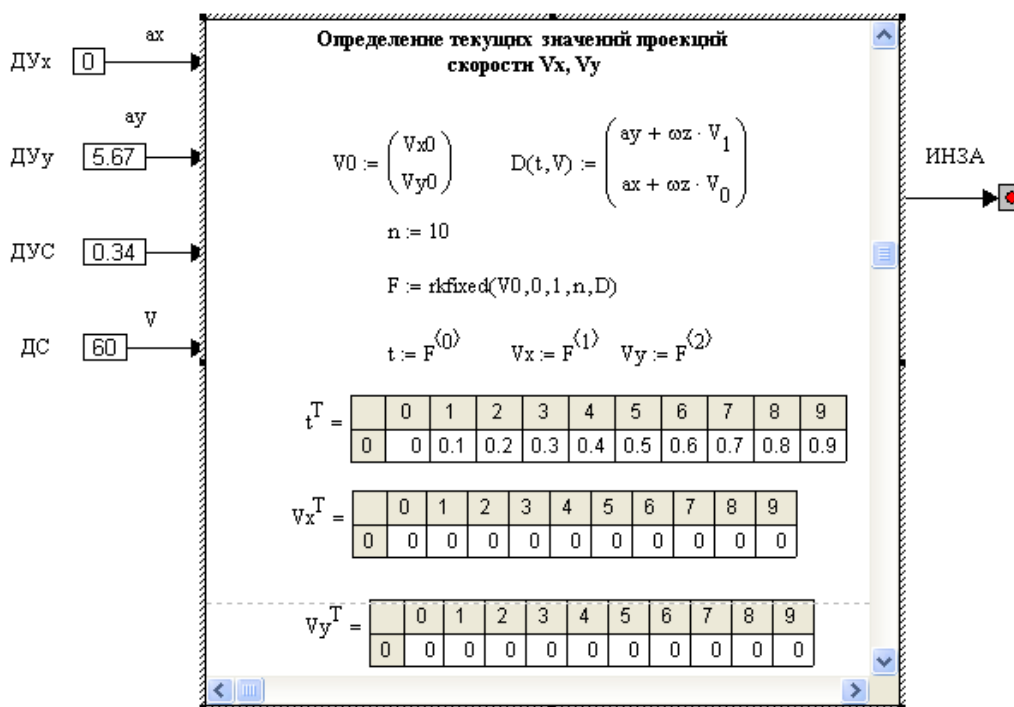 Определение текущих значений проекций
скорости Vx, Vy
ax
ДУx 0
ay
ДУy 5.67
ДУС 0.34
V
ДС 60
ИНЗА
V0 := (Vx0 Vy0) D(t,V) := (ay + ωz · V1 ax + ωz · V0)
n := 10
F := rkfixed(V0,0,1,n,D)
t := F⟨0⟩ Vx := F⟨1⟩ Vy := F⟨2⟩
tT =
0 1 2 3 4 5 6 7 8 9
0 0 0.1 0.2 0.3 0.4 0.5 0.6 0.7 0.8 0.9
VxT =
0 1 2 3 4 5 6 7 8 9
0 0 0 0 0 0 0 0 0 0 0
VyT =
0 1 2 3 4 5 6 7 8 9
0 0 0 0 0 0 0 0 0 0 0